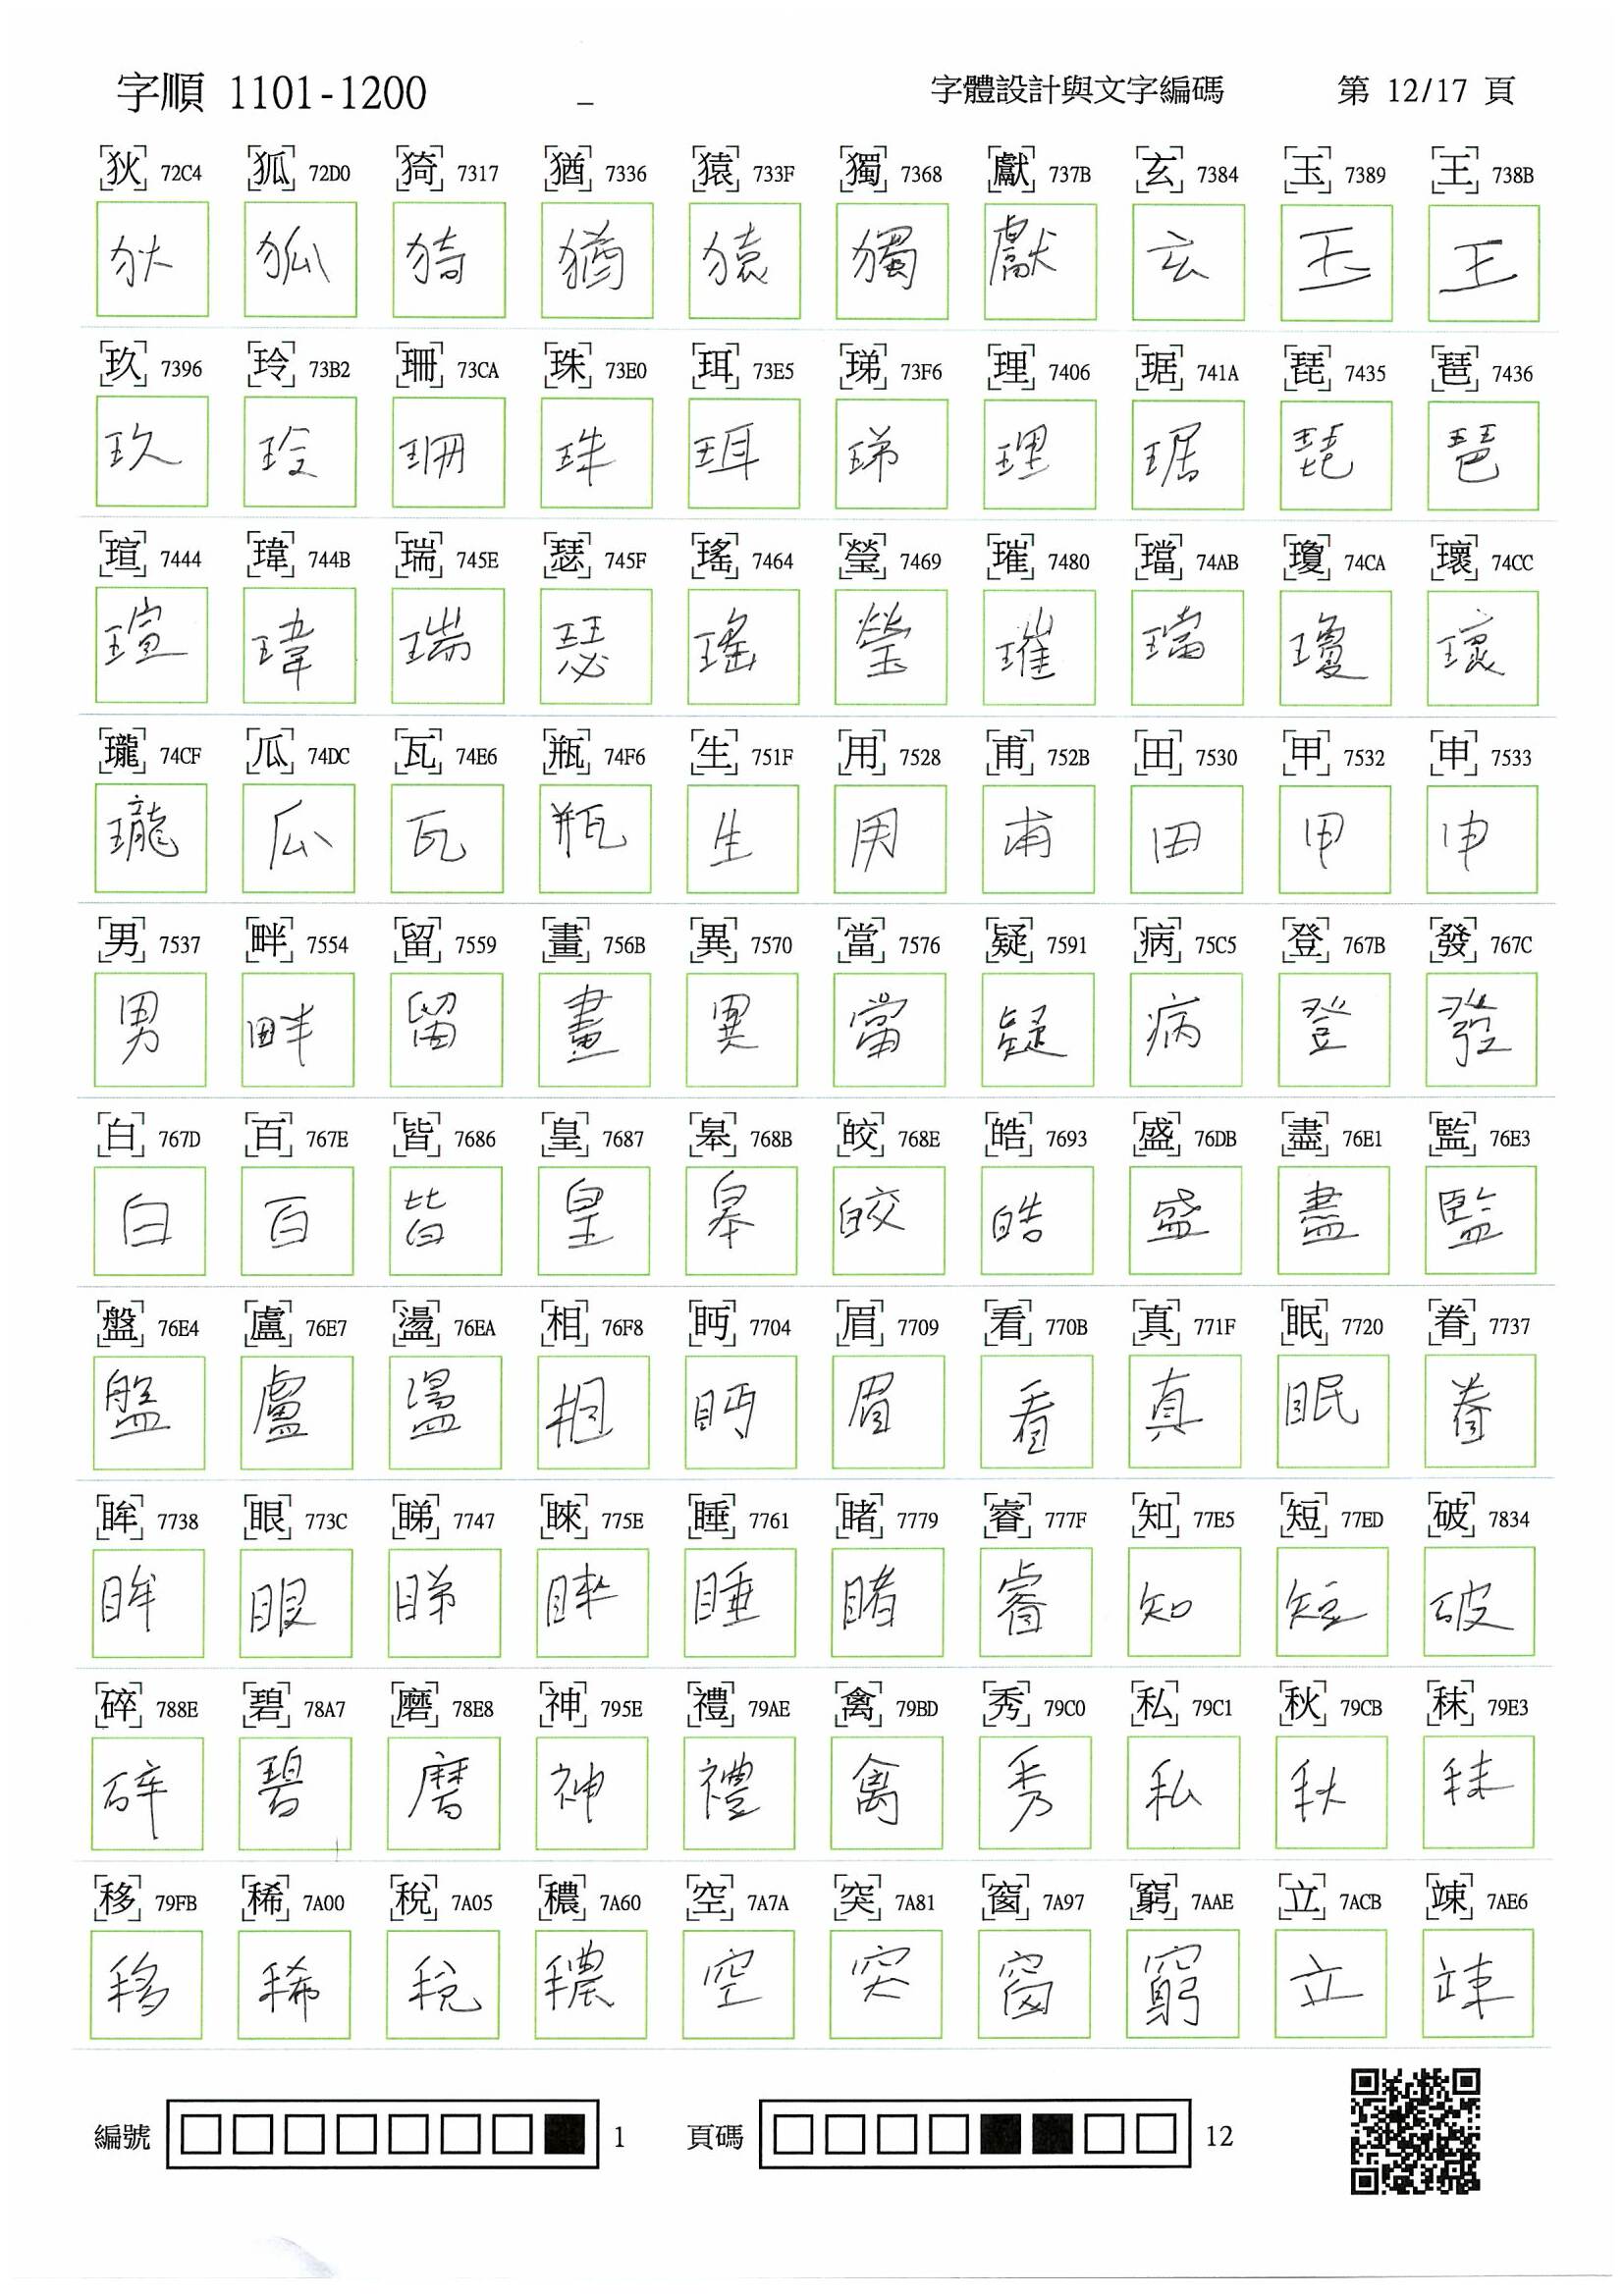 字順 1101-1200 _ 字體設計與文字編碼 第 12/17 頁
狄 72C4 狐 72D0 猗 7317 猶 7336 猿 733F 獨 7368 獻 737B 玄 7384 玉 7389 王 738B
狄 狐 猗 猶 猿 獨 獻 玄 玉 王
玖 7396 玲 73B2 珊 73CA 珠 73E0 珥 73E5 珶 73F6 理 7406 琚 741A 琵 7435 琶 7436
玖 玲 珊 珠 珥 珶 理 琚 琵 琶
瑄 7444 瑋 744B 瑞 745E 瑟 745F 瑤 7464 瑩 7469 璀 7480 璫 74AB 瓊 74CA 瓌 74CC
瑄 瑋 瑞 瑟 瑤 瑩 璀 璫 瓊 瓌
瓏 74CF 瓜 74DC 瓦 74E6 瓶 74F6 生 751F 用 7528 甫 752B 田 7530 甲 7532 申 7533
瓏 瓜 瓦 瓶 生 用 甫 田 甲 申
男 7537 畔 7554 留 7559 畫 756B 異 7570 當 7576 疑 7591 病 75C5 登 767B 發 767C
男 畔 留 畫 異 當 疑 病 登 發
白 767D 百 767E 皆 7686 皇 7687 皋 768B 皎 768E 皓 7693 盛 76DB 盡 76E1 監 76E3
白 百 皆 皇 皋 皎 皓 盛 盡 監
盤 76E4 盧 76E7 盪 76EA 相 76F8 眄 7704 眉 7709 看 770B 真 771F 眠 7720 眷 7737
盤 盧 盪 相 眄 眉 看 真 眠 眷
眸 7738 眼 773C 睇 7747 睞 775E 睡 7761 睹 7779 睿 777F 知 77E5 短 77ED 破 7834
眸 眼 睇 睞 睡 睹 睿 知 短 破
碎 788E 碧 78A7 磨 78E8 神 795E 禮 79AE 禽 79BD 秀 79C0 私 79C1 秋 79CB 秣 79E3
碎 碧 磨 神 禮 禽 秀 私 秋 秣
移 79FB 稀 7A00 稅 7A05 穠 7A60 空 7A7A 突 7A81 窗 7A97 窮 7AAE 立 7ACB 竦 7AE6
移 稀 稅 穠 空 突 窗 窮 立 竦
編號 1 頁碼 12